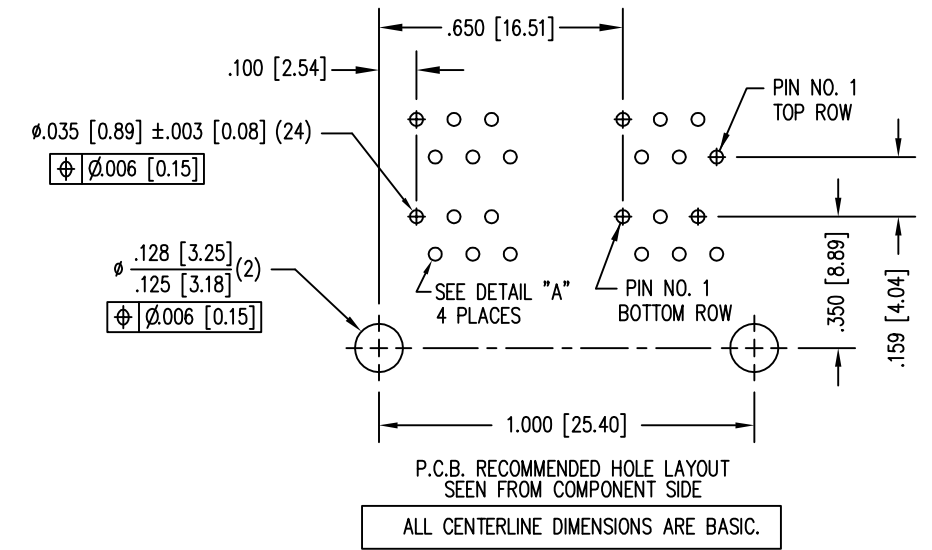 .650 [16.51]
.100 [2.54]
PIN NO. 1
TOP ROW
ø.035 [0.89] ±.003 [0.08] (24)
⌖ Ø.006 [0.15]
ø .128 [3.25]
.125 [3.18] (2)
⌖ Ø.006 [0.15]
SEE DETAIL "A"
4 PLACES
PIN NO. 1
BOTTOM ROW
.350 [8.89]
.159 [4.04]
1.000 [25.40]
P.C.B. RECOMMENDED HOLE LAYOUT
SEEN FROM COMPONENT SIDE
ALL CENTERLINE DIMENSIONS ARE BASIC.